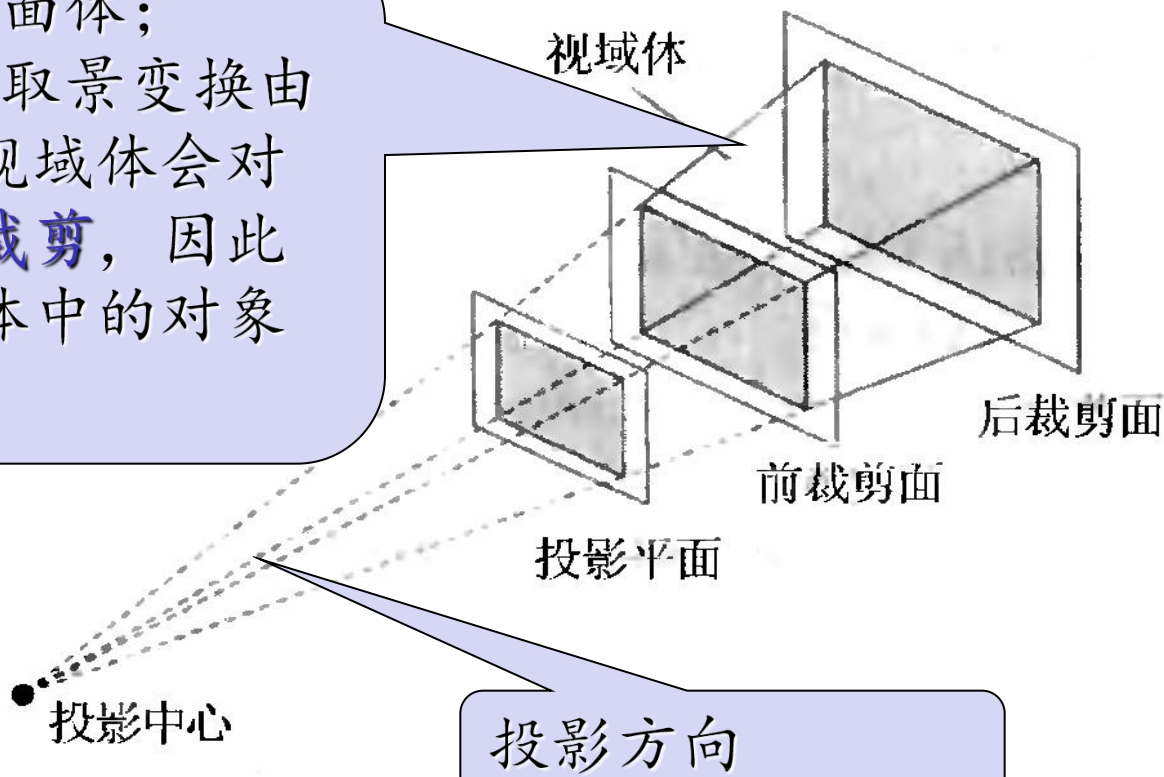 面体；
取景变换由
视域体会对
裁剪，因此
体中的对象
视域体
后裁剪面
前裁剪面
投影平面
投影中心
投影方向